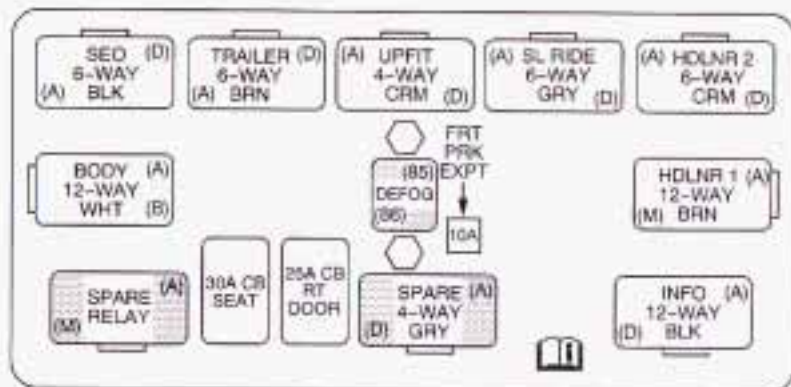 SEO (D)
6-WAY
(A) BLK
TRAILER (D)
6-WAY
(A) BRN
(A) UPFIT
4-WAY
CRM (D)
(A) SL RIDE
6-WAY
GRY (D)
(A) HDLNR 2
6-WAY
CRM (D)
BODY (A)
12-WAY
WHT (B)
(85)
DEFOG
(86)
FRT
PRK
EXPT
10A
HDLNR 1 (A)
12-WAY
(M) BRN
SPARE (A)
RELAY
(M)
30A CB
SEAT
25A CB
RT
DOOR
SPARE (A)
4-WAY
(D) GRY
INFO (A)
12-WAY
(D) BLK